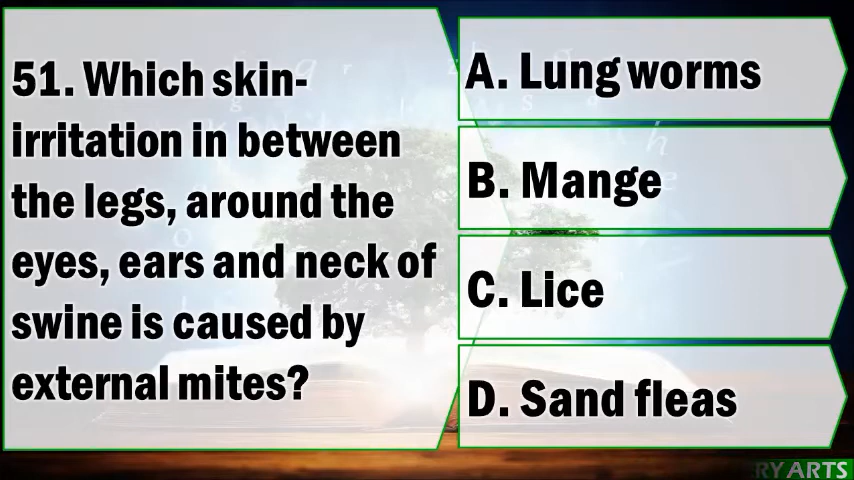 51. Which skin-
irritation in between
the legs, around the
eyes, ears and neck of
swine is caused by
external mites?
A. Lung worms
B. Mange
C. Lice
D. Sand fleas
RY ARTS